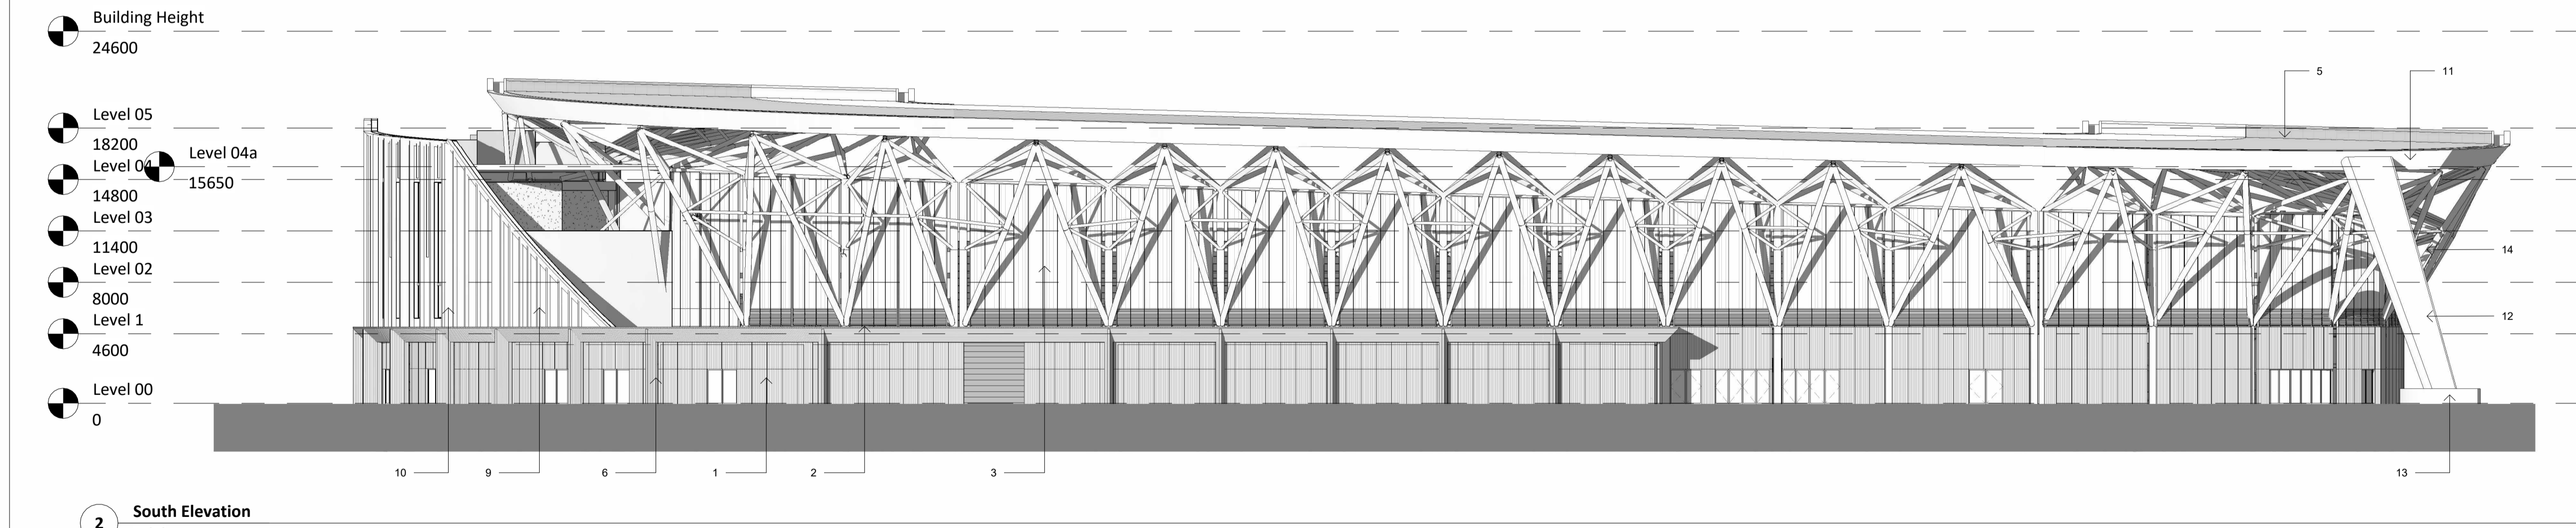 Building Height
24600
Level 05
18200
Level 04
14800
Level 04a
15650
Level 03
11400
Level 02
8000
Level 1
4600
Level 00
0
5
11
14
12
10
9
6
1
2
3
13
2
South Elevation